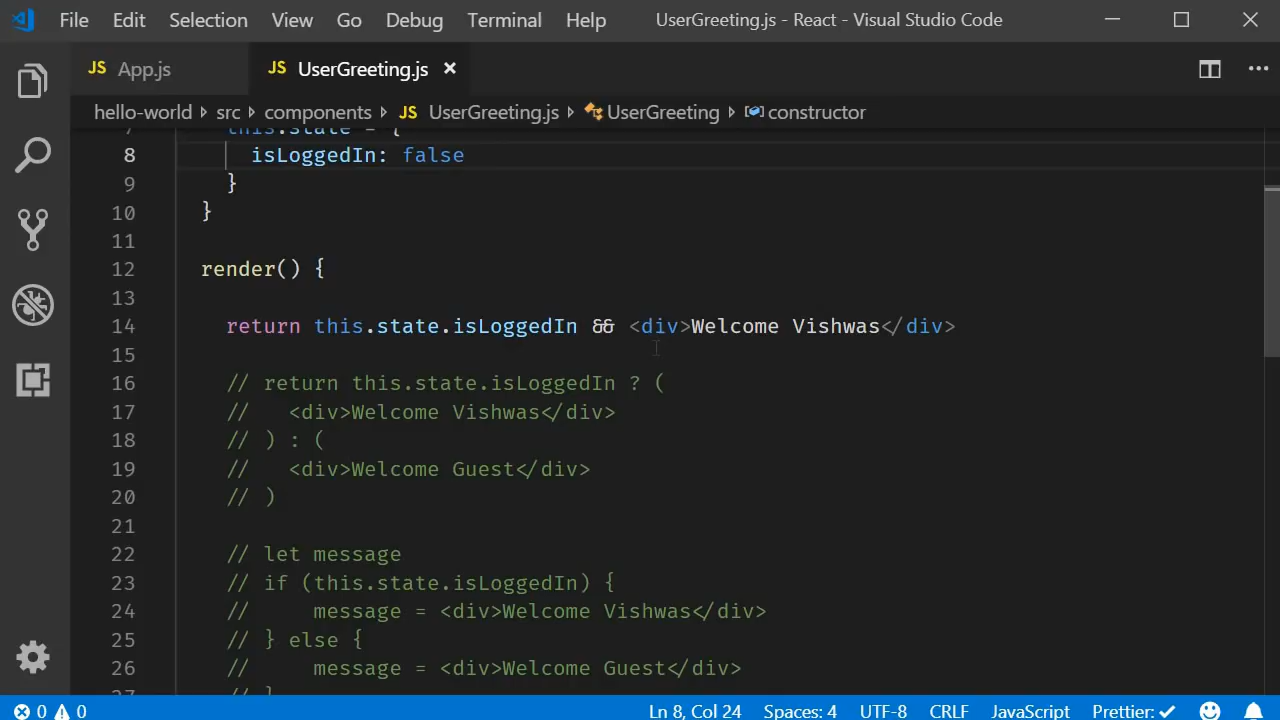 File Edit Selection View Go Debug Terminal Help UserGreeting.js - React - Visual Studio Code
JS App.js JS UserGreeting.js
hello-world src components JS UserGreeting.js UserGreeting constructor
7 this.state = {
8 isLoggedIn: false
9 }
10 }
11
12 render() {
13
14 return this.state.isLoggedIn && <div>Welcome Vishwas</div>
15
16 // return this.state.isLoggedIn ? (
17 //   <div>Welcome Vishwas</div>
18 // ) : (
19 //   <div>Welcome Guest</div>
20 // )
21
22 // let message
23 // if (this.state.isLoggedIn) {
24 //     message = <div>Welcome Vishwas</div>
25 // } else {
26 //     message = <div>Welcome Guest</div>
27 // }
0 0 Ln 8, Col 24 Spaces: 4 UTF-8 CRLF JavaScript Prettier: ✓